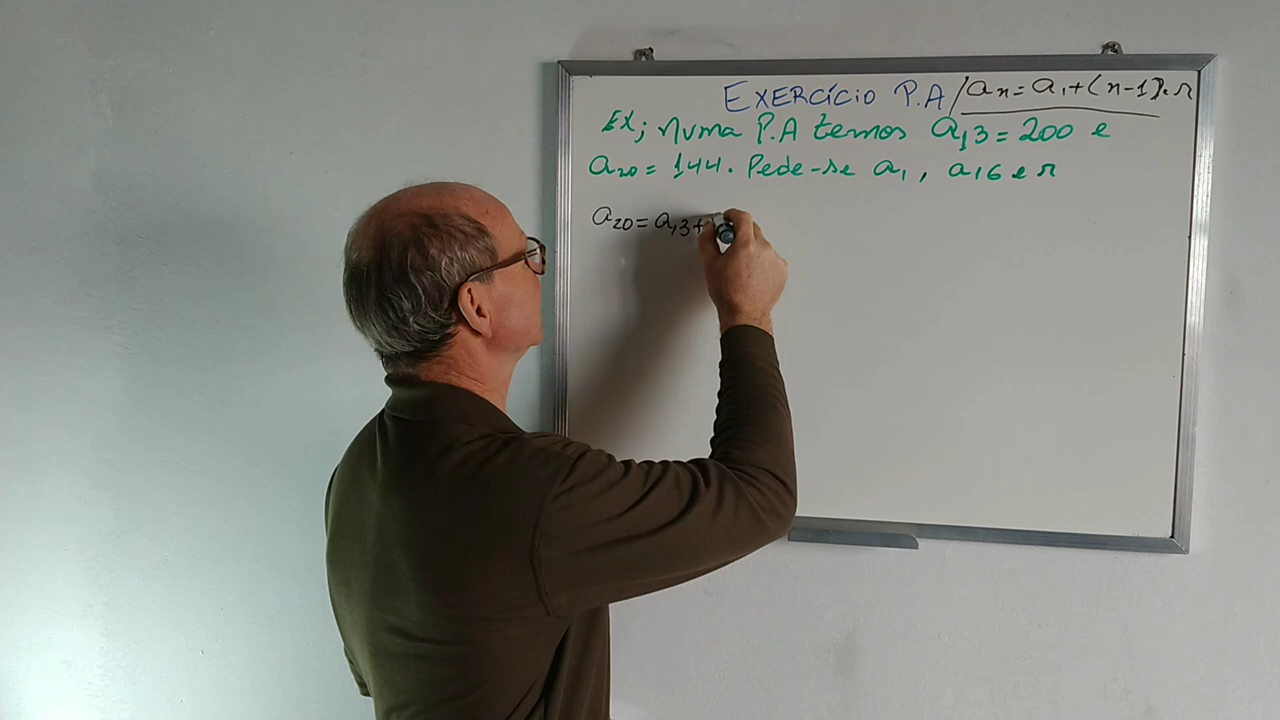 EXERCÍCIO P.A / an = a1 + (n-1).r
EX; numa P.A temos a13 = 200 e
a20 = 144. Pede-se a1, a16 e r
a20 = a13 +